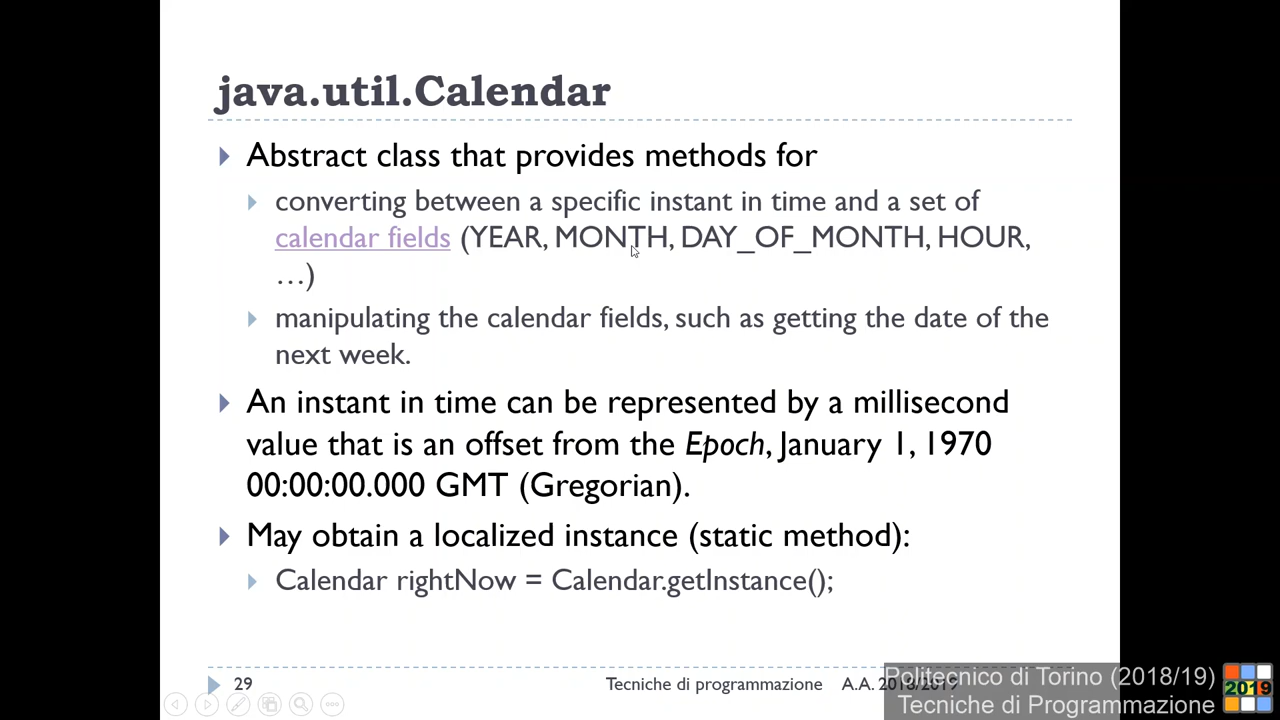 java.util.Calendar
Abstract class that provides methods for
converting between a specific instant in time and a set of
calendar fields (YEAR, MONTH, DAY_OF_MONTH, HOUR,
…)
manipulating the calendar fields, such as getting the date of the
next week.
An instant in time can be represented by a millisecond
value that is an offset from the Epoch, January 1, 1970
00:00:00.000 GMT (Gregorian).
May obtain a localized instance (static method):
Calendar rightNow = Calendar.getInstance();
29
Tecniche di programmazione A.A. 2018/2019
Politecnico di Torino (2018/19)
Tecniche di Programmazione
2019